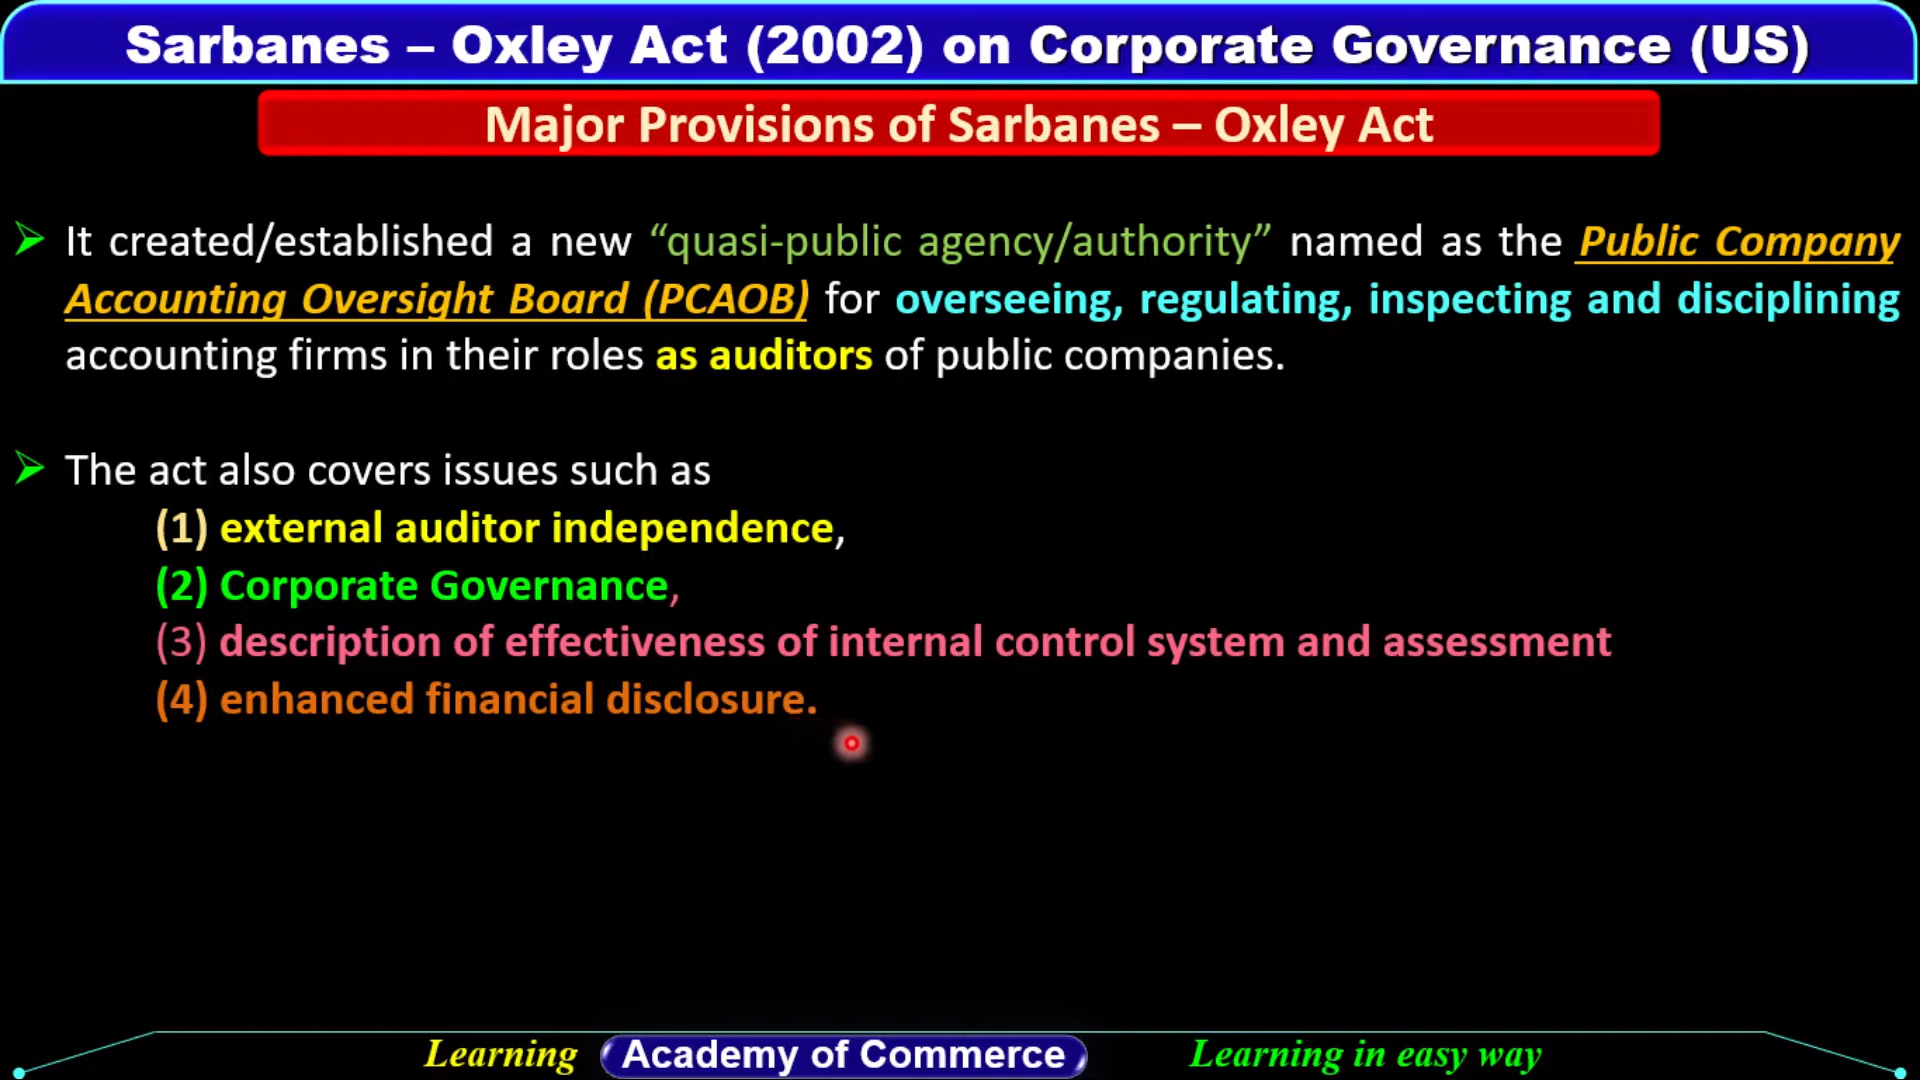 Sarbanes – Oxley Act (2002) on Corporate Governance (US)
Major Provisions of Sarbanes – Oxley Act
It created/established a new “quasi-public agency/authority” named as the Public Company
Accounting Oversight Board (PCAOB) for overseeing, regulating, inspecting and disciplining
accounting firms in their roles as auditors of public companies.
The act also covers issues such as
(1) external auditor independence,
(2) Corporate Governance,
(3) description of effectiveness of internal control system and assessment
(4) enhanced financial disclosure.
Learning Academy of Commerce Learning in easy way